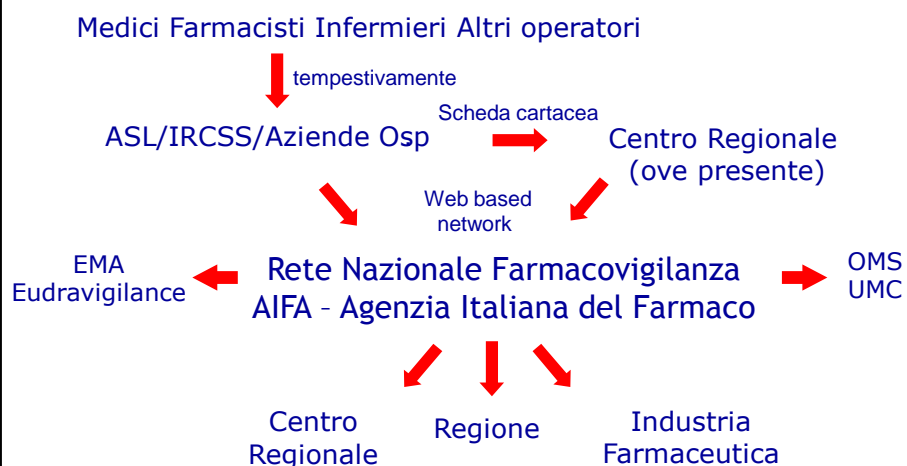 Medici Farmacisti Infermieri Altri operatori
tempestivamente
Scheda cartacea
ASL/IRCSS/Aziende Osp
Centro Regionale
(ove presente)
Web based
network
EMA
Eudravigilance
Rete Nazionale Farmacovigilanza
AIFA – Agenzia Italiana del Farmaco
OMS
UMC
Centro
Regionale
Regione
Industria
Farmaceutica